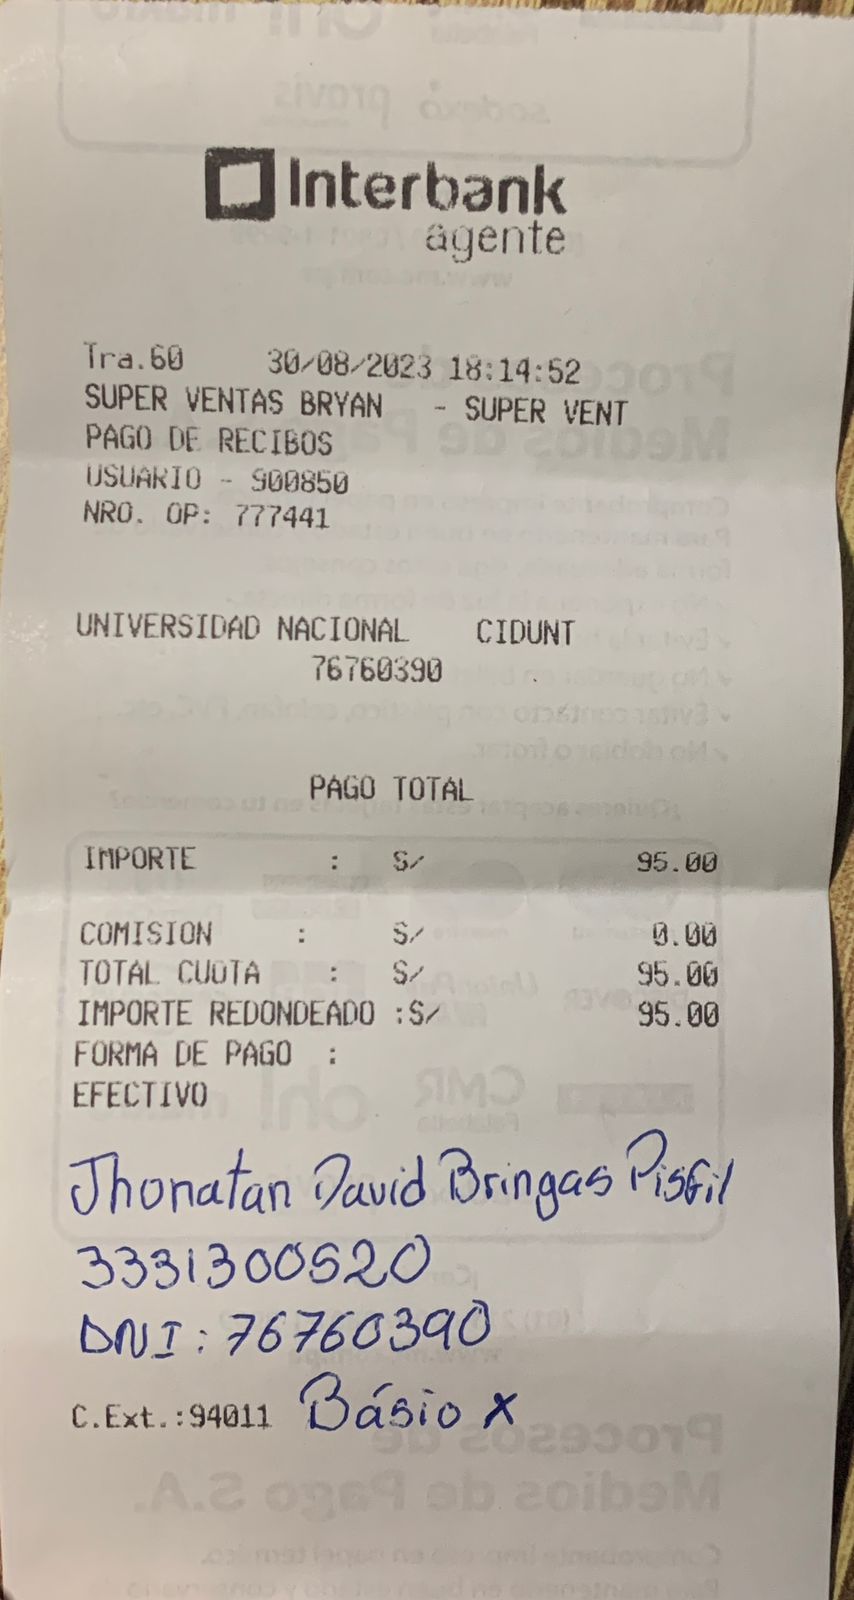 Interbank
agente
Tra.60 30/08/2023 18:14:52
SUPER VENTAS BRYAN - SUPER VENT
PAGO DE RECIBOS
USUARIO - 900850
NRO. OP: 777441
UNIVERSIDAD NACIONAL CIDUNT
76760390
PAGO TOTAL
IMPORTE : S/ 95.00
COMISION : S/ 0.00
TOTAL CUOTA : S/ 95.00
IMPORTE REDONDEADO :S/ 95.00
FORMA DE PAGO :
EFECTIVO
Jhonatan David Bringas Pisfil
3331300520
DNI: 76760390
C.Ext.:94011 Básio X